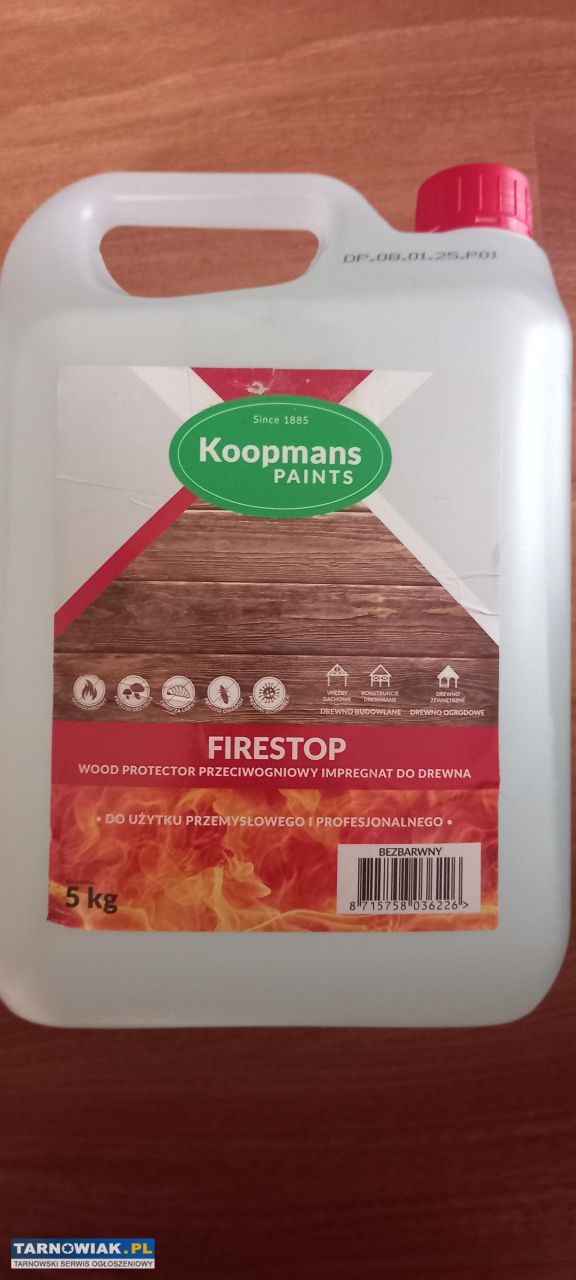 DP.08.01.25.P01
Since 1885
Koopmans
PAINTS
WIĘŹBY DACHOWE
KONSTRUKCJE DREWNIANE
DREWNO ZEWNĘTRZNE
DREWNO BUDOWLANE
DREWNO OGRODOWE
FIRESTOP
WOOD PROTECTOR PRZECIWOGNIOWY IMPREGNAT DO DREWNA
• DO UŻYTKU PRZEMYSŁOWEGO I PROFESJONALNEGO •
BEZBARWNY
5 kg
8 715758 036226 >
TARNOWIAK.PL
TARNOWSKI SERWIS OGŁOSZENIOWY